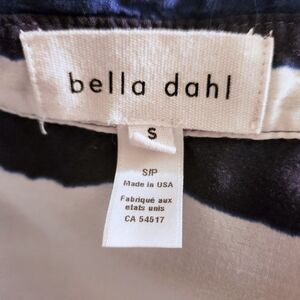 bella dahl
S
S/P
Made in USA
Fabriqué aux
etats unis
CA 54517